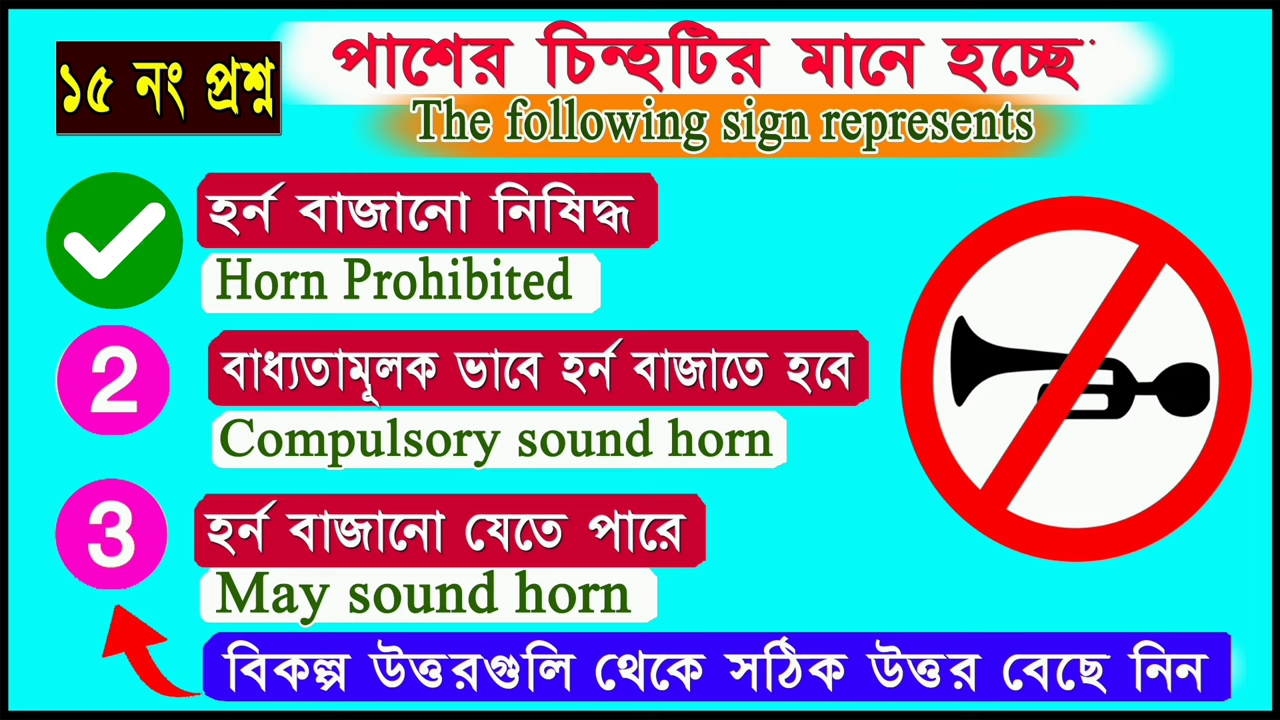 ১৫ নং প্রশ্ন
পাশের চিন্হটির মানে হচ্ছে
The following sign represents
হর্ন বাজানো নিষিদ্ধ
Horn Prohibited
2
বাধ্যতামূলক ভাবে হর্ন বাজাতে হবে
Compulsory sound horn
3
হর্ন বাজানো যেতে পারে
May sound horn
বিকল্প উত্তরগুলি থেকে সঠিক উত্তর বেছে নিন